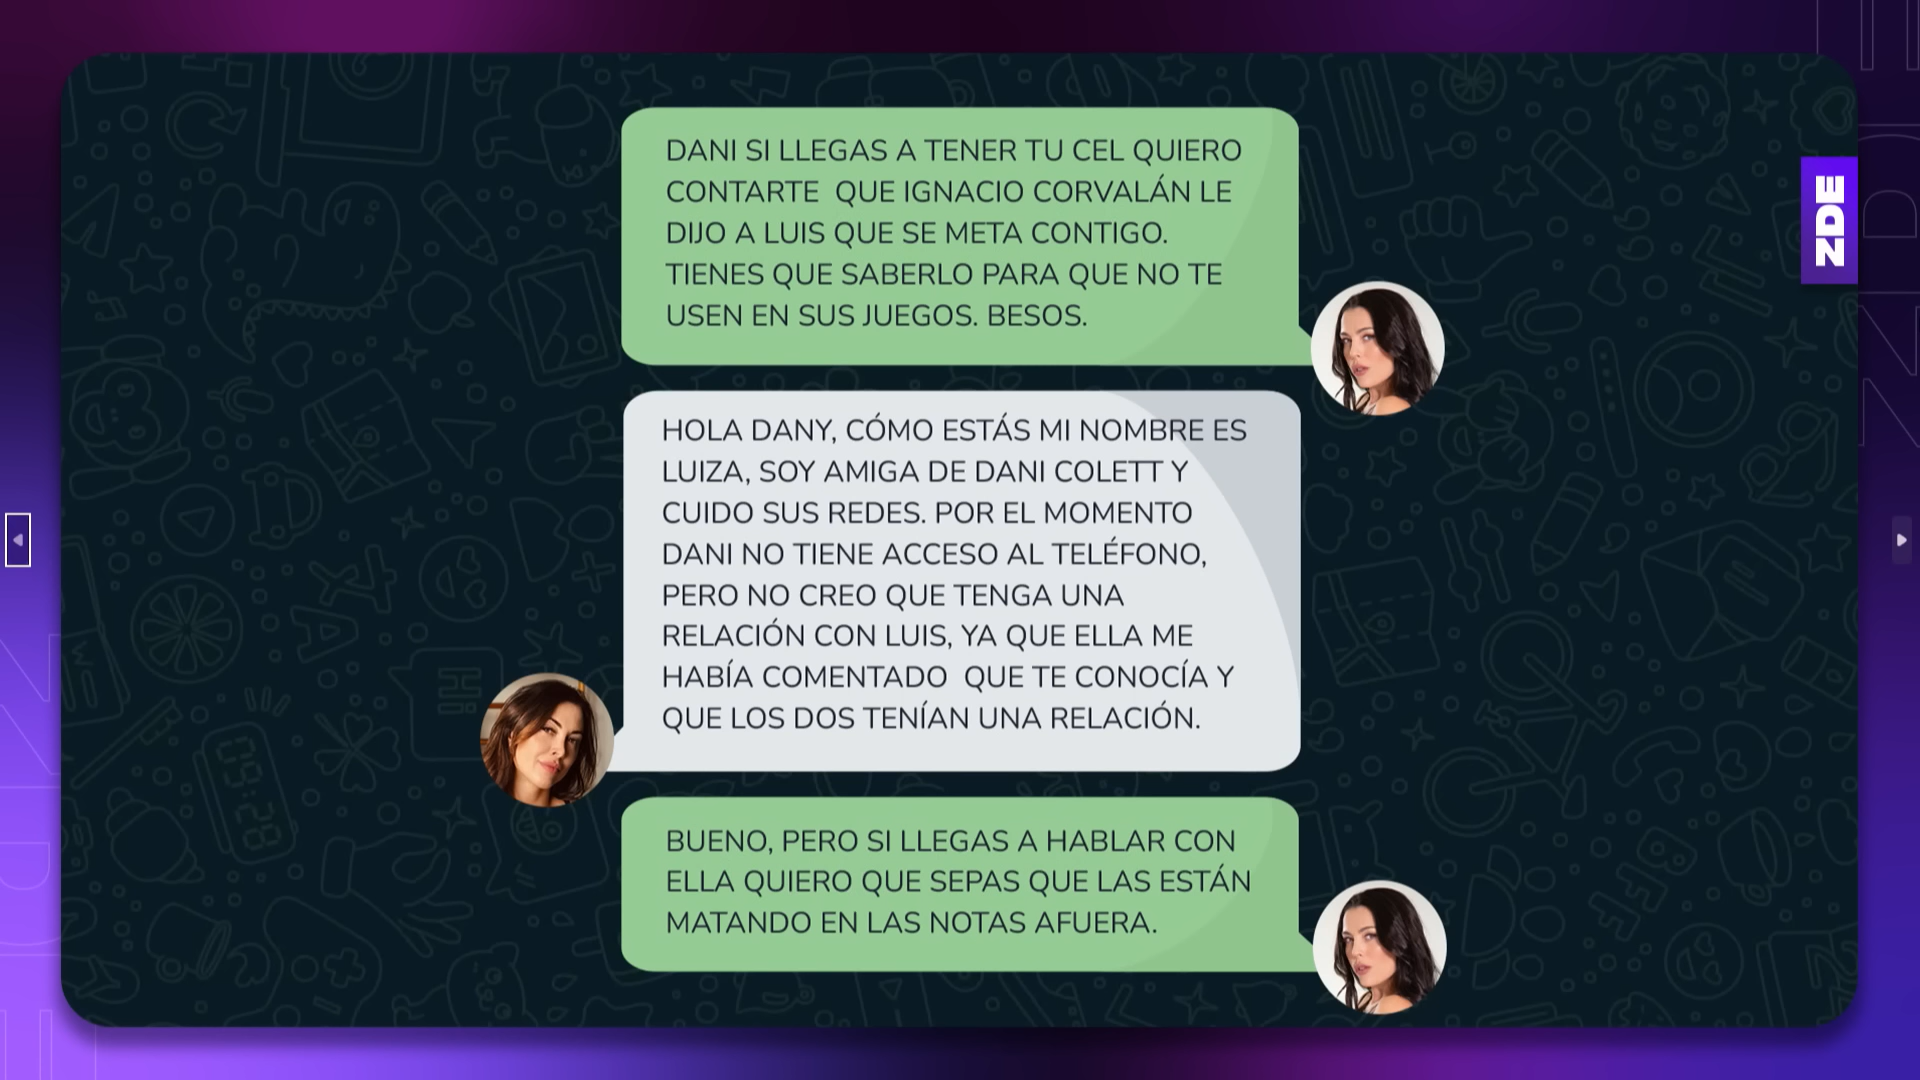 DANI SI LLEGAS A TENER TU CEL QUIERO
CONTARTE  QUE IGNACIO CORVALÁN LE
DIJO A LUIS QUE SE META CONTIGO.
TIENES QUE SABERLO PARA QUE NO TE
USEN EN SUS JUEGOS. BESOS.
ZDE
HOLA DANY, CÓMO ESTÁS MI NOMBRE ES
LUIZA, SOY AMIGA DE DANI COLETT Y
CUIDO SUS REDES. POR EL MOMENTO
DANI NO TIENE ACCESO AL TELÉFONO,
PERO NO CREO QUE TENGA UNA
RELACIÓN CON LUIS, YA QUE ELLA ME
HABÍA COMENTADO  QUE TE CONOCÍA Y
QUE LOS DOS TENÍAN UNA RELACIÓN.
BUENO, PERO SI LLEGAS A HABLAR CON
ELLA QUIERO QUE SEPAS QUE LAS ESTÁN
MATANDO EN LAS NOTAS AFUERA.
HI
09:28